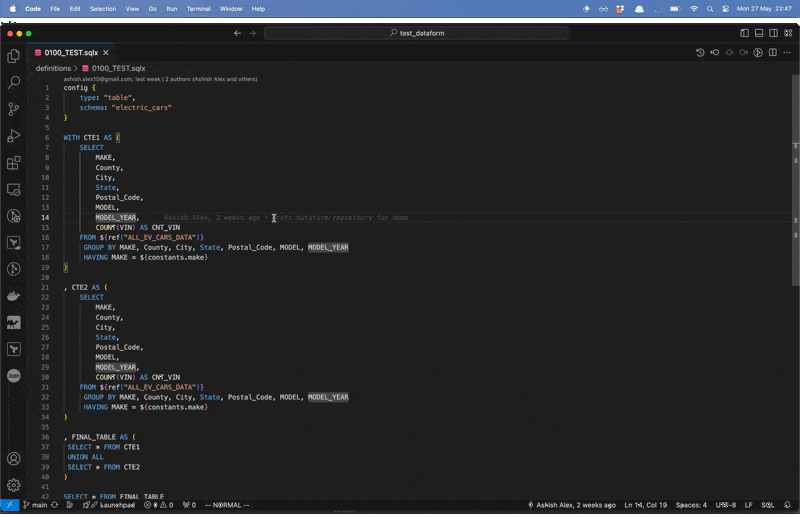 Code File Edit Selection View Go Run Terminal Window Help Mon 27 May 23:47
test_dataform
0100_TEST.sqlx
definitions > 0100_TEST.sqlx
ashish.alex10@gmail.com, last week | 2 authors (Ashish Alex and others)
1 config {
2 type: "table",
3 schema: "electric_cars"
4 }
5
6 WITH CTE1 AS (
7 SELECT
8 MAKE,
9 County,
10 City,
11 State,
12 Postal_Code,
13 MODEL,
14 MODEL_YEAR, Ashish Alex, 2 weeks ago • draft dataform repository for demo
15 COUNT(VIN) AS CNT_VIN
16 FROM ${ref("ALL_EV_CARS_DATA")}
17 GROUP BY MAKE, County, City, State, Postal_Code, MODEL, MODEL_YEAR
18 HAVING MAKE = ${constants.make}
19 )
20
21 , CTE2 AS (
22 SELECT
23 MAKE,
24 County,
25 City,
26 State,
27 Postal_Code,
28 MODEL,
29 MODEL_YEAR,
30 COUNT(VIN) AS CNT_VIN
31 FROM ${ref("ALL_EV_CARS_DATA")}
32 GROUP BY MAKE, County, City, State, Postal_Code, MODEL, MODEL_YEAR
33 HAVING MAKE = ${constants.make}
34 )
35
36 , FINAL_TABLE AS (
37 SELECT * FROM CTE1
38 UNION ALL
39 SELECT * FROM CTE2
40 )
41
42 SELECT * FROM FINAL_TABLE
main Launchpad 0 0 0 -- NORMAL -- Ashish Alex, 2 weeks ago Ln 14, Col 19 Spaces: 4 UTF-8 LF SQL